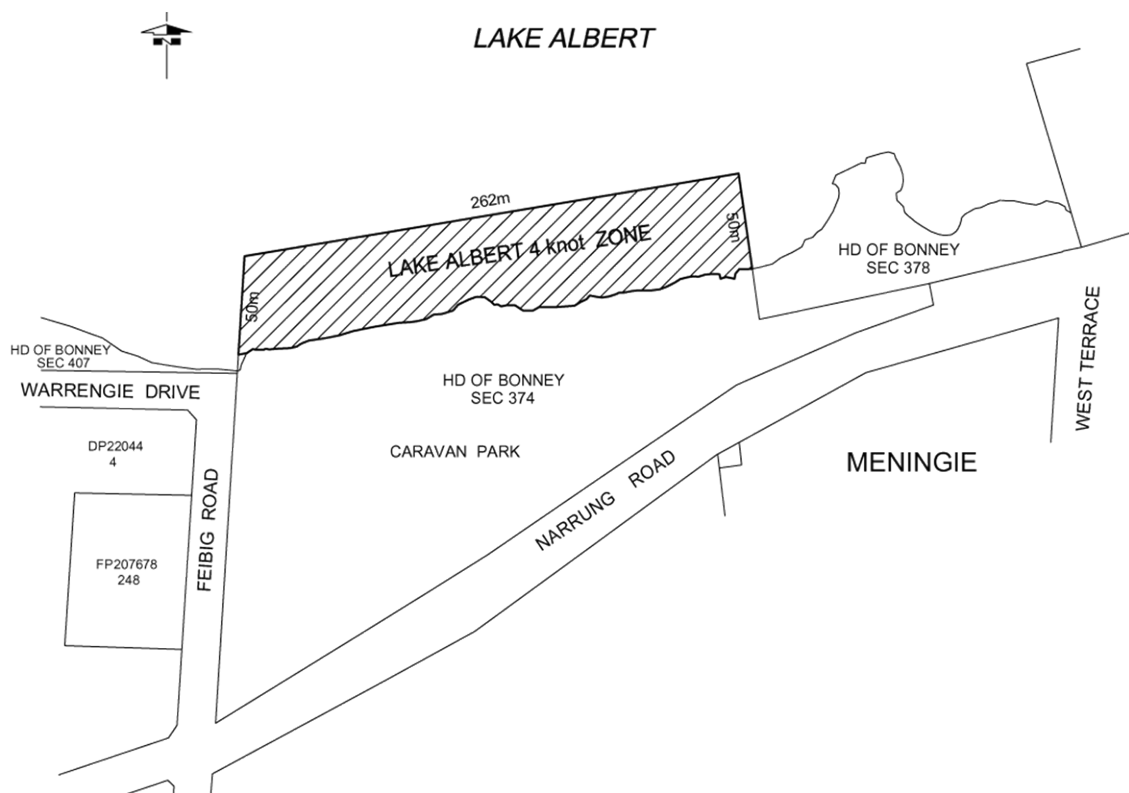 LAKE ALBERT
N
262m
50m
LAKE ALBERT 4 knot ZONE
50m
HD OF BONNEY
SEC 378
HD OF BONNEY
SEC 407
WARRENGIE DRIVE
HD OF BONNEY
SEC 374
CARAVAN PARK
WEST TERRACE
DP22044
4
MENINGIE
NARRUNG ROAD
FEIBIG ROAD
FP207678
248